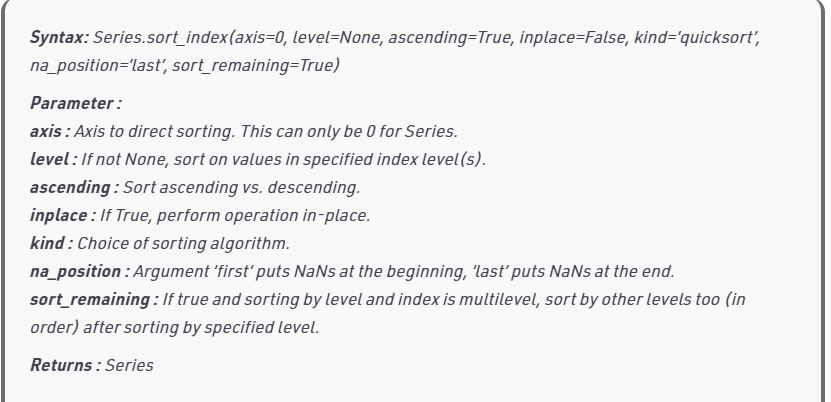 Syntax: Series.sort_index(axis=0, level=None, ascending=True, inplace=False, kind=’quicksort’,
na_position=’last’, sort_remaining=True)
Parameter :
axis : Axis to direct sorting. This can only be 0 for Series.
level : If not None, sort on values in specified index level(s).
ascending : Sort ascending vs. descending.
inplace : If True, perform operation in-place.
kind : Choice of sorting algorithm.
na_position : Argument ‘first’ puts NaNs at the beginning, ‘last’ puts NaNs at the end.
sort_remaining : If true and sorting by level and index is multilevel, sort by other levels too (in
order) after sorting by specified level.
Returns : Series